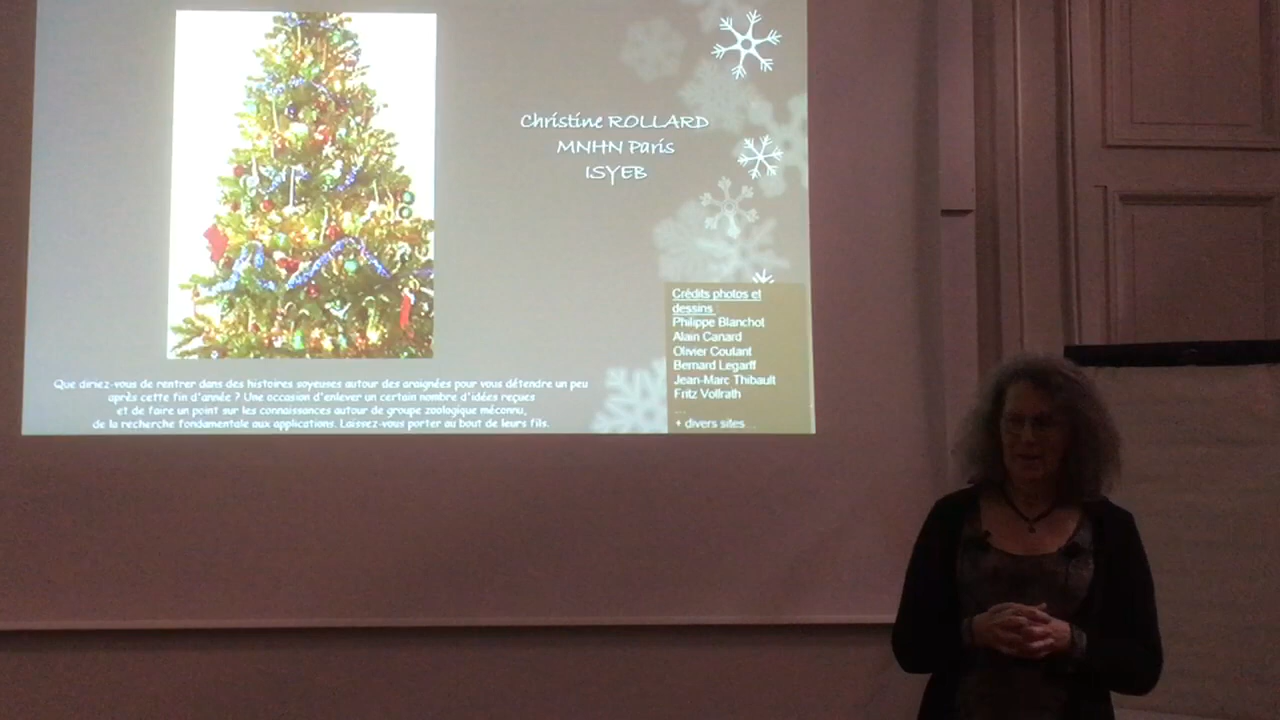 Christine ROLLARD
MNHN Paris
ISYEB
Crédits photos et
dessins
Philippe Blanchot
Alain Canard
Olivier Coutant
Bernard Legarff
Jean-Marc Thibault
Fritz Vollrath
....
+ divers sites...
Que diriez-vous de rentrer dans des histoires soyeuses autour des araignées pour vous détendre un peu
après cette fin d'année ? Une occasion d'enlever un certain nombre d'idées reçues
et de faire un point sur les connaissances autour de groupe zoologique méconnu,
de la recherche fondamentale aux applications. Laissez-vous porter au bout de leurs fils.